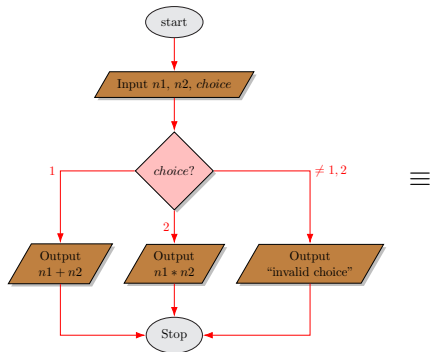 start
Input n1, n2, choice
choice?
1
≠ 1, 2
2
Output
n1 + n2
Output
n1 ∗ n2
Output
“invalid choice”
Stop
≡